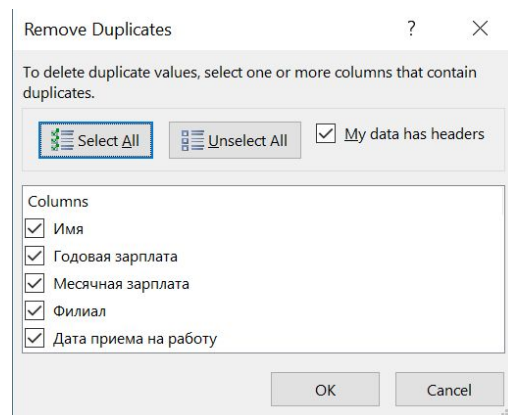 Remove Duplicates ? ×
To delete duplicate values, select one or more columns that contain
duplicates.
Select All Unselect All My data has headers
Columns
Имя
Годовая зарплата
Месячная зарплата
Филиал
Дата приема на работу
OK Cancel